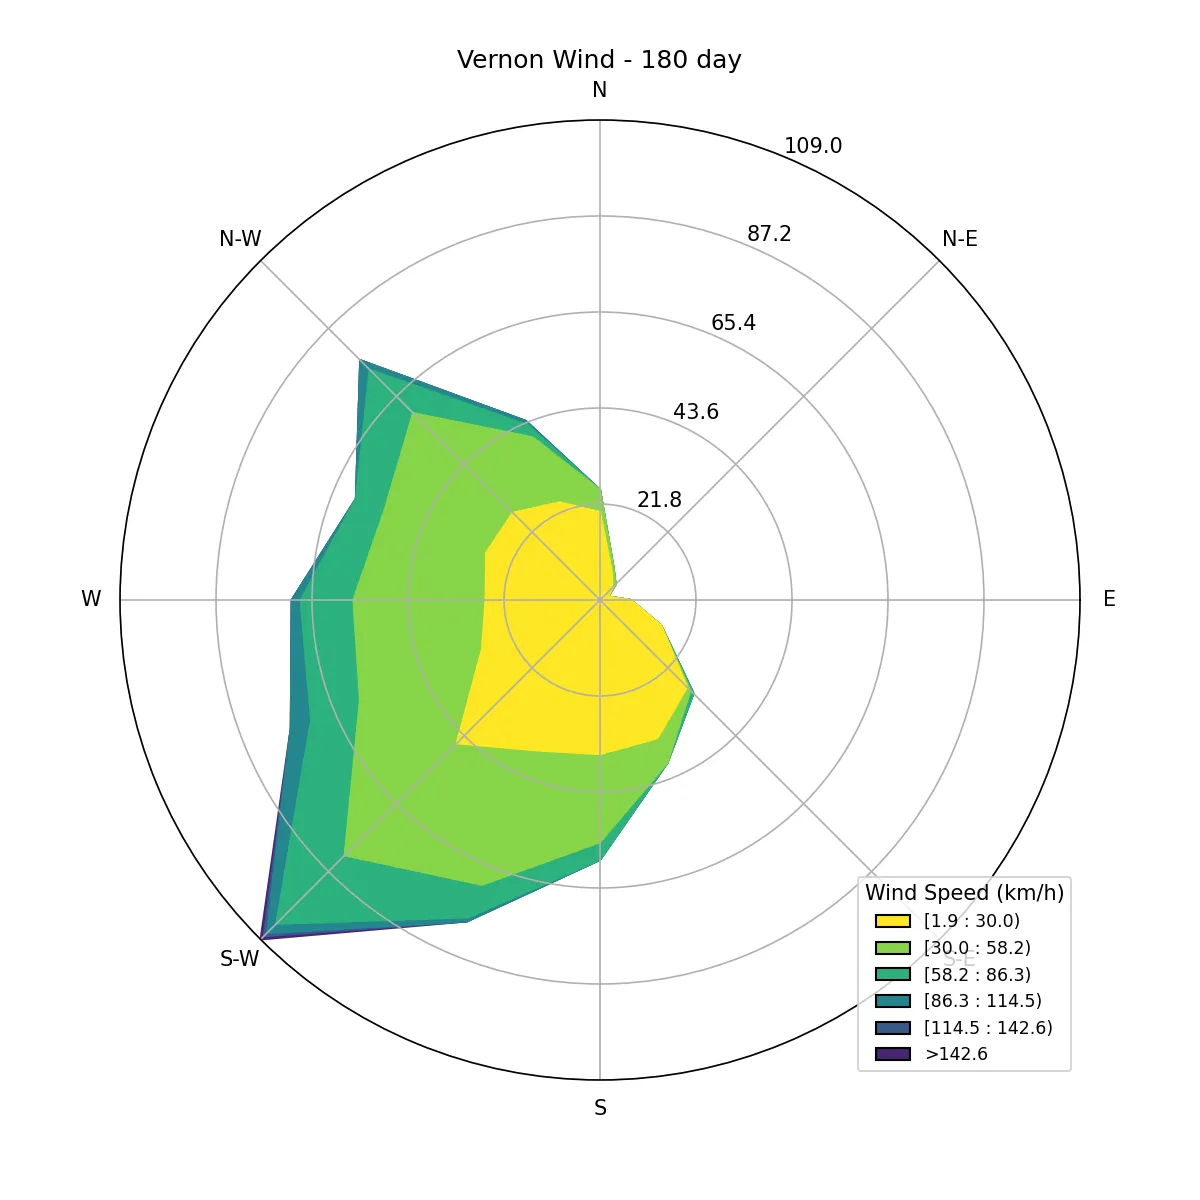 Vernon Wind - 180 day
N
109.0
N-W
N-E
87.2
65.4
43.6
21.8
W
E
S-W
S-E
S
Wind Speed (km/h)
[1.9 : 30.0)
[30.0 : 58.2)
[58.2 : 86.3)
[86.3 : 114.5)
[114.5 : 142.6)
>142.6